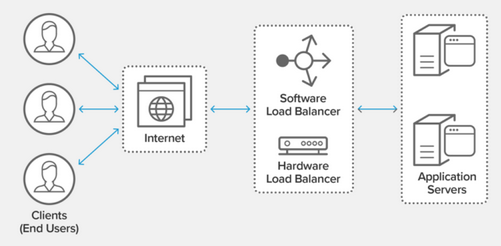 Software
Load Balancer
Internet
Hardware
Load Balancer
Application
Servers
Clients
(End Users)